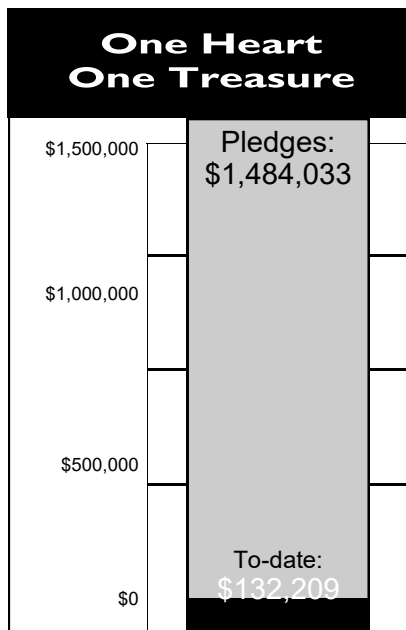 One Heart
One Treasure
Pledges:
$1,484,033
$1,500,000
$1,000,000
$500,000
To-date:
$132,209
$0